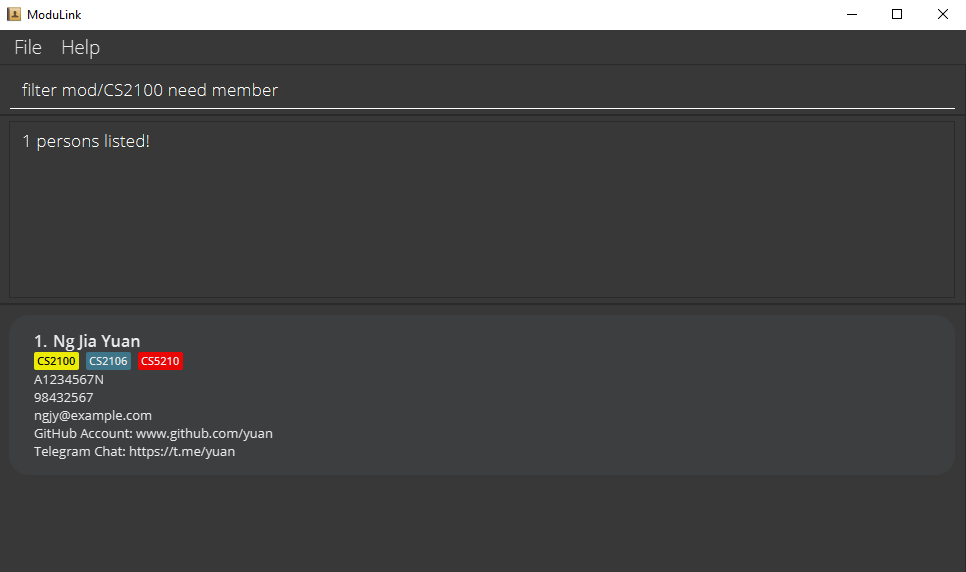 ModuLink
File Help
filter mod/CS2100 need member
1 persons listed!
1. Ng Jia Yuan
CS2100 CS2106 CS5210
A1234567N
98432567
ngjy@example.com
GitHub Account: www.github.com/yuan
Telegram Chat: https://t.me/yuan